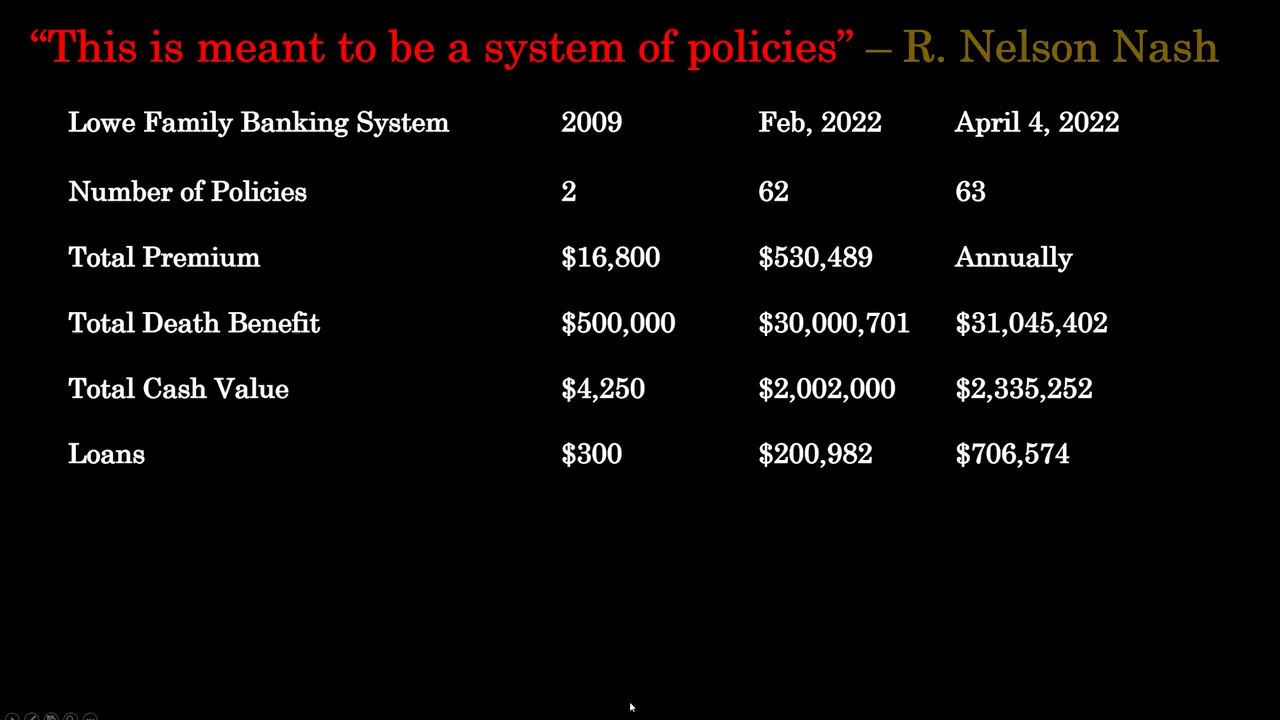 “This is meant to be a system of policies” – R. Nelson Nash
Lowe Family Banking System 2009 Feb, 2022 April 4, 2022
Number of Policies 2 62 63
Total Premium $16,800 $530,489 Annually
Total Death Benefit $500,000 $30,000,701 $31,045,402
Total Cash Value $4,250 $2,002,000 $2,335,252
Loans $300 $200,982 $706,574